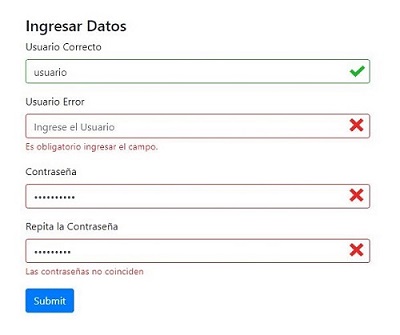 Ingresar Datos
Usuario Correcto
usuario
Usuario Error
Ingrese el Usuario
Es obligatorio ingresar el campo.
Contraseña
••••••••••
Repita la Contraseña
•••••••••
Las contraseñas no coinciden
Submit